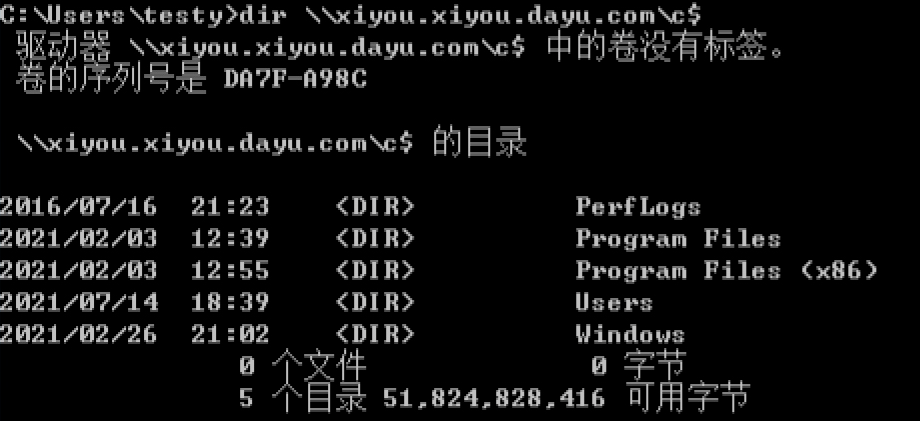 C:\Users\testy>dir \\xiyou.xiyou.dayu.com\c$
驱动器 \\xiyou.xiyou.dayu.com\c$ 中的卷没有标签。
卷的序列号是 DA7F-A98C
\\xiyou.xiyou.dayu.com\c$ 的目录
2016/07/16  21:23    <DIR>          PerfLogs
2021/02/03  12:39    <DIR>          Program Files
2021/02/03  12:55    <DIR>          Program Files (x86)
2021/07/14  18:39    <DIR>          Users
2021/02/26  21:02    <DIR>          Windows
0 个文件              0 字节
5 个目录 51,824,828,416 可用字节